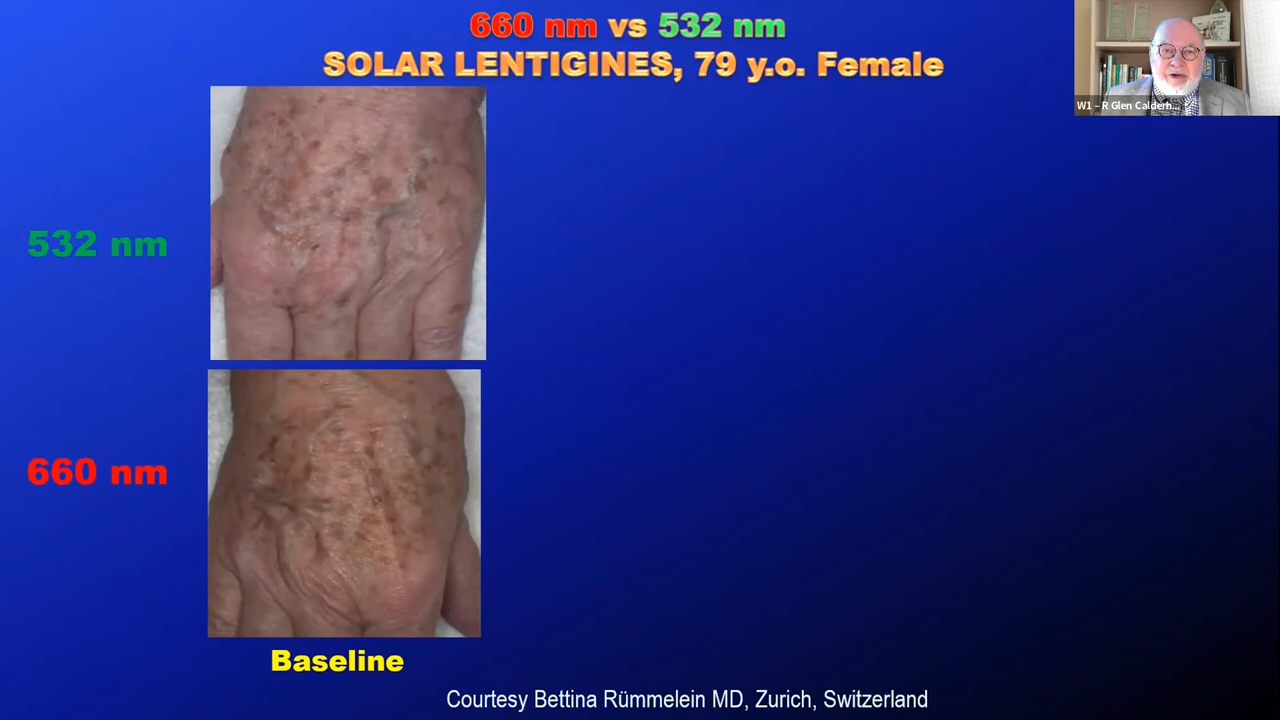 660 nm vs 532 nm
SOLAR LENTIGINES, 79 y.o. Female
W1 – R Glen Calderh...
532 nm
660 nm
Baseline
Courtesy Bettina Rümmelein MD, Zurich, Switzerland